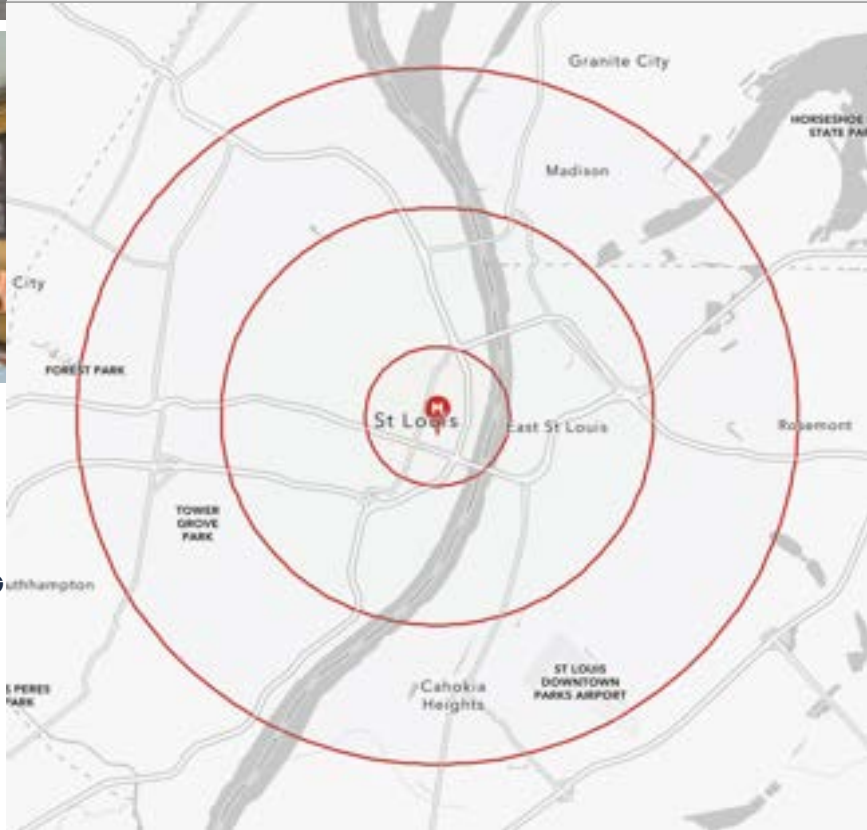 Granite City
HORSESHOE
STATE PAR
Madison
City
FOREST PARK
M
St Louis
East St Louis
Rosemont
TOWER
GROVE
PARK
G
uthhampton
ST LOUIS
DOWNTOWN
PARKS AIRPORT
S PERES
PARK
Cahokia
Heights